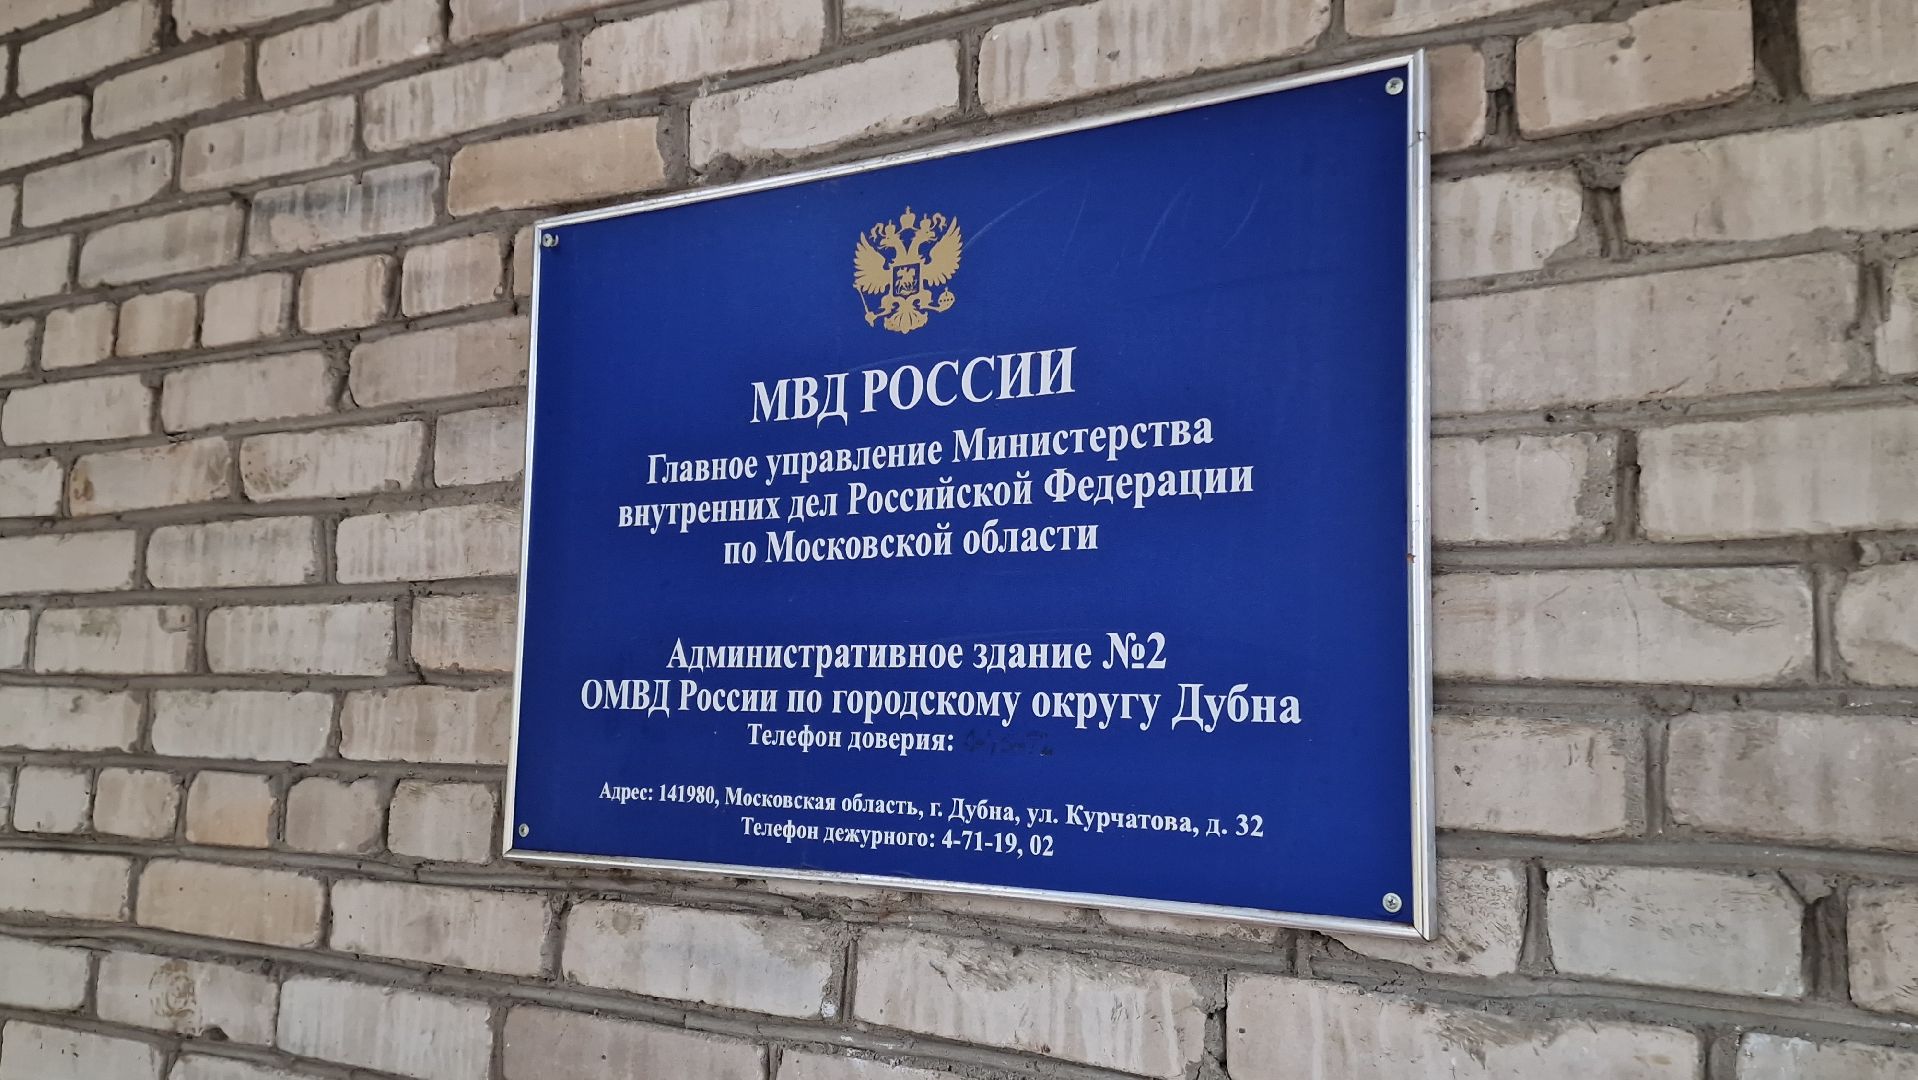 МВД РОССИИ
Главное управление Министерства
внутренних дел Российской Федерации
по Московской области
Административное здание №2
ОМВД России по городскому округу Дубна
Телефон доверия:
Адрес: 141980, Московская область, г. Дубна, ул. Курчатова, д. 32
Телефон дежурного: 4-71-19, 02